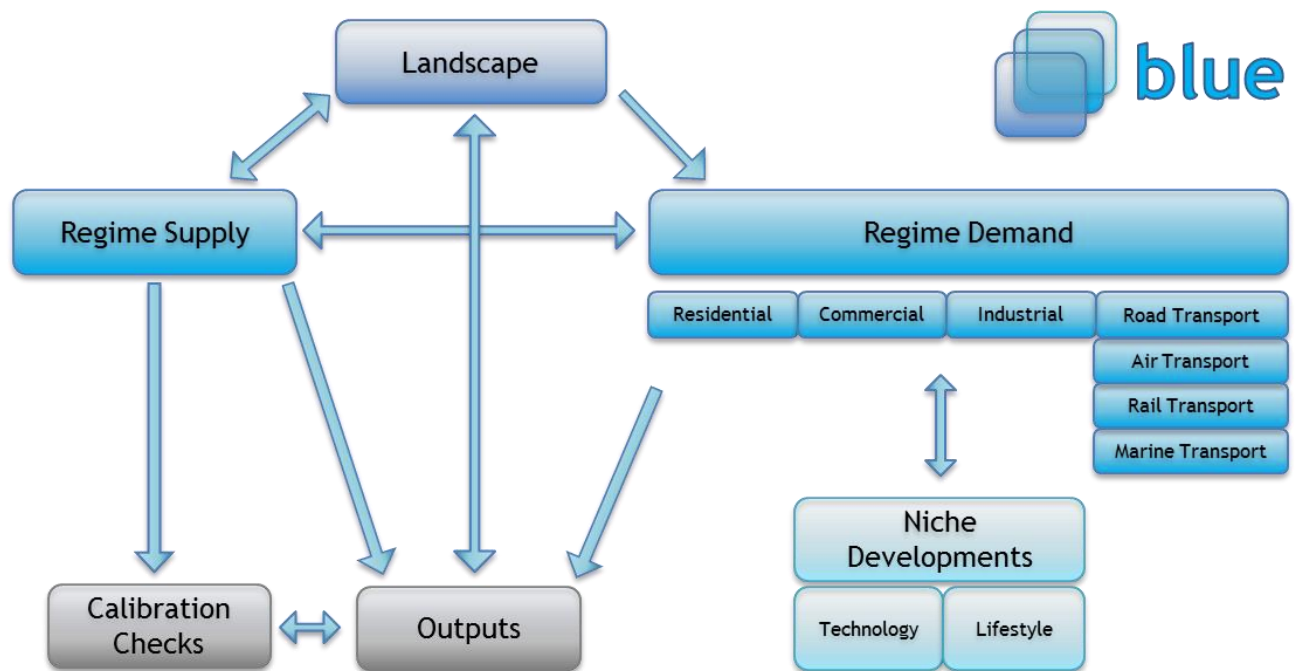 Landscape
blue
Regime Supply
Regime Demand
Residential
Commercial
Industrial
Road Transport
Air Transport
Rail Transport
Marine Transport
Niche
Developments
Technology
Lifestyle
Calibration
Checks
Outputs